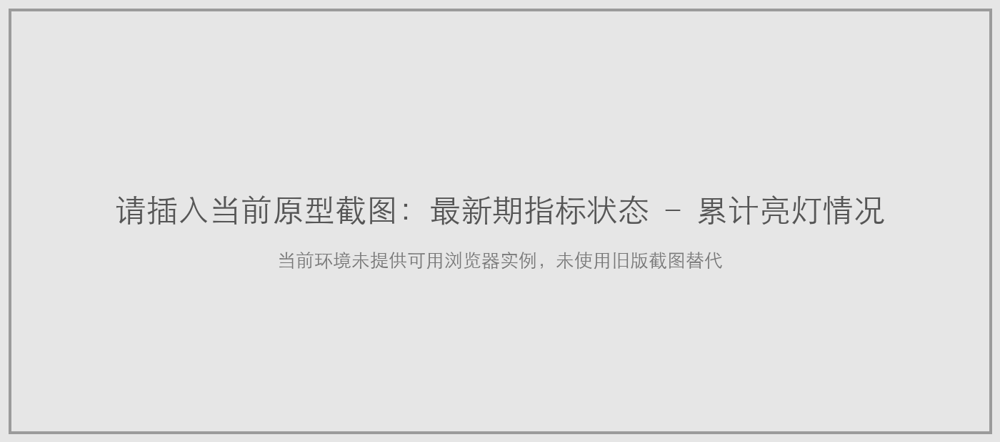 请插入当前原型截图：最新期指标状态 – 累计亮灯情况
当前环境未提供可用浏览器实例，未使用旧版截图替代